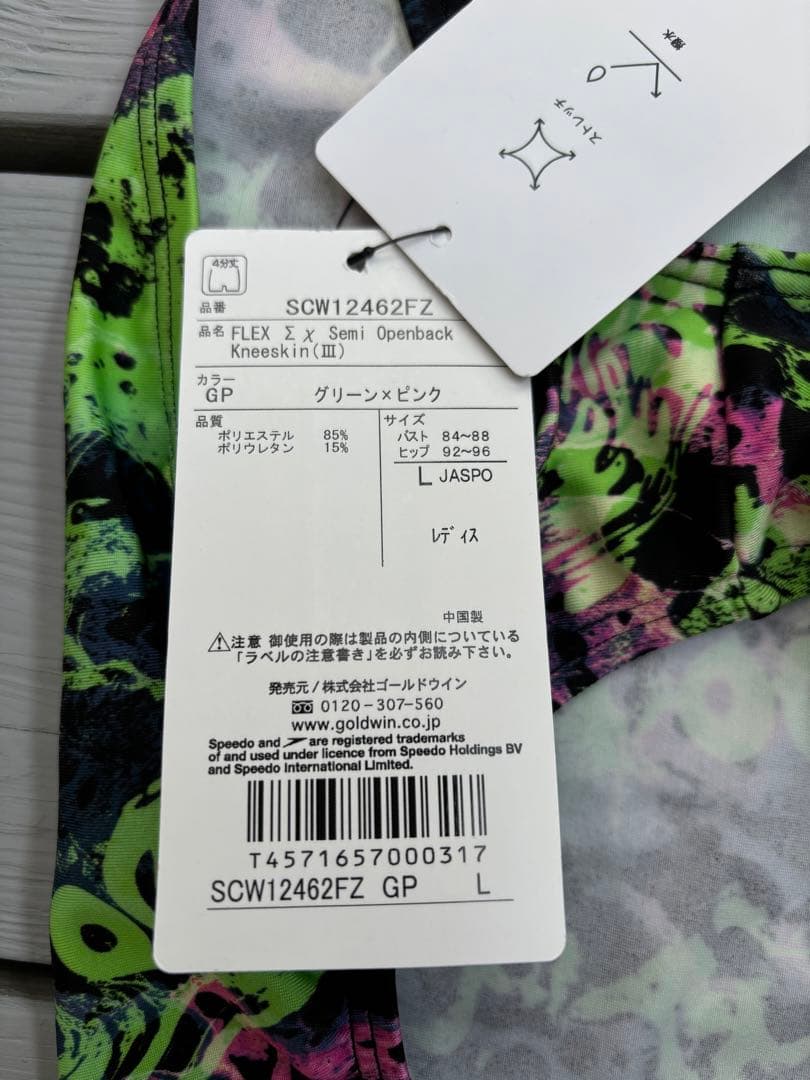 撥水
ストレッチ
4分丈
品番 SCW12462FZ
品名 FLEX Σχ Semi Openback
Kneeskin(Ⅲ)
カラー
GP グリーン×ピンク
品質
ポリエステル 85%
ポリウレタン 15%
サイズ
バスト 84〜88
ヒップ 92〜96
L JASPO
レディス
中国製
⚠注意 御使用の際は製品の内側についている
「ラベルの注意書き」を必ずお読み下さい。
発売元/株式会社ゴールドウイン
0120-307-560
www.goldwin.co.jp
Speedo and are registered trademarks
of and used under licence from Speedo Holdings BV
and Speedo International Limited.
T4571657000317
SCW12462FZ GP L